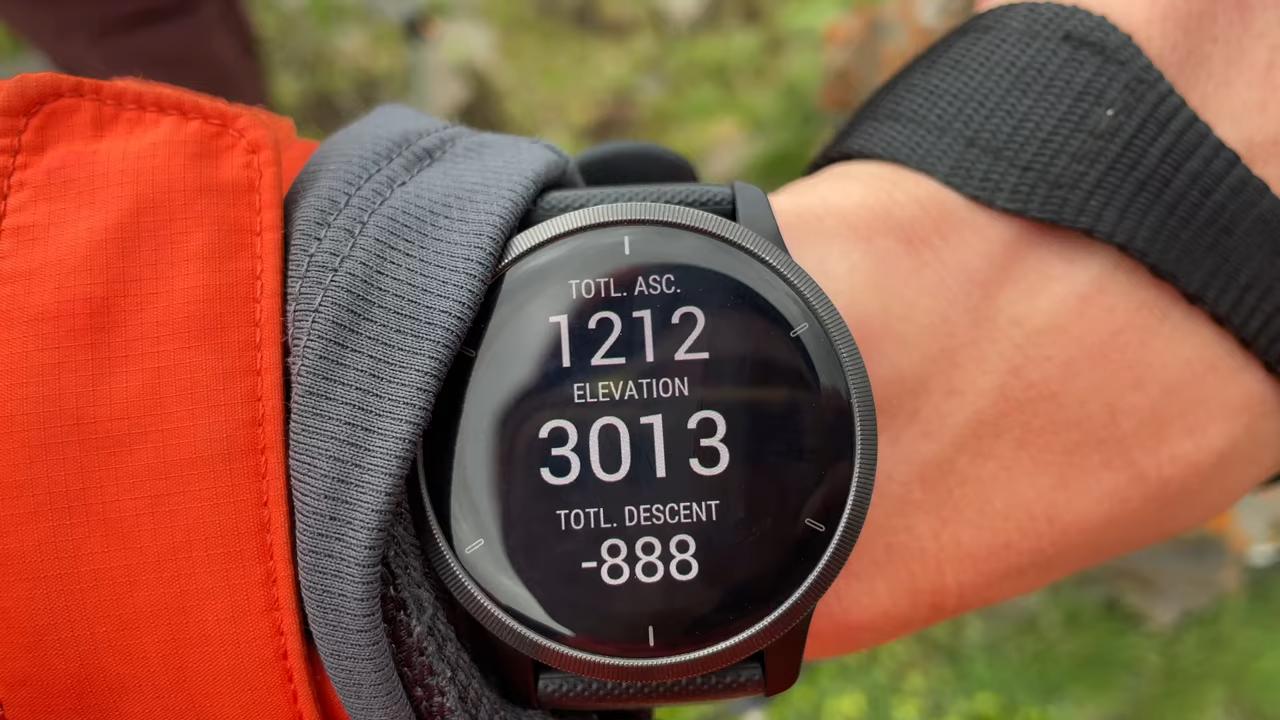 TOTL. ASC.
1212
ELEVATION
3013
TOTL. DESCENT
-888